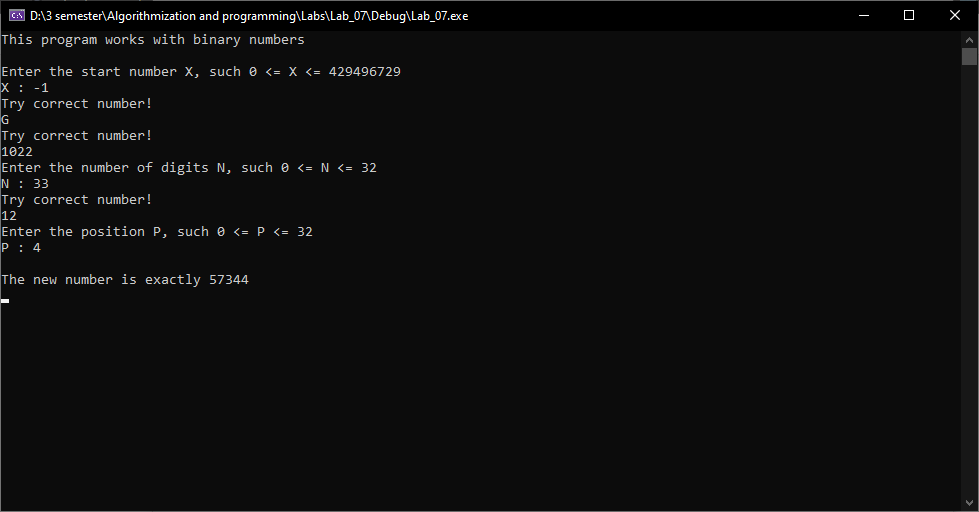 D:\3 semester\Algorithmization and programming\Labs\Lab_07\Debug\Lab_07.exe
This program works with binary numbers
Enter the start number X, such 0 <= X <= 429496729
X : -1
Try correct number!
G
Try correct number!
1022
Enter the number of digits N, such 0 <= N <= 32
N : 33
Try correct number!
12
Enter the position P, such 0 <= P <= 32
P : 4
The new number is exactly 57344